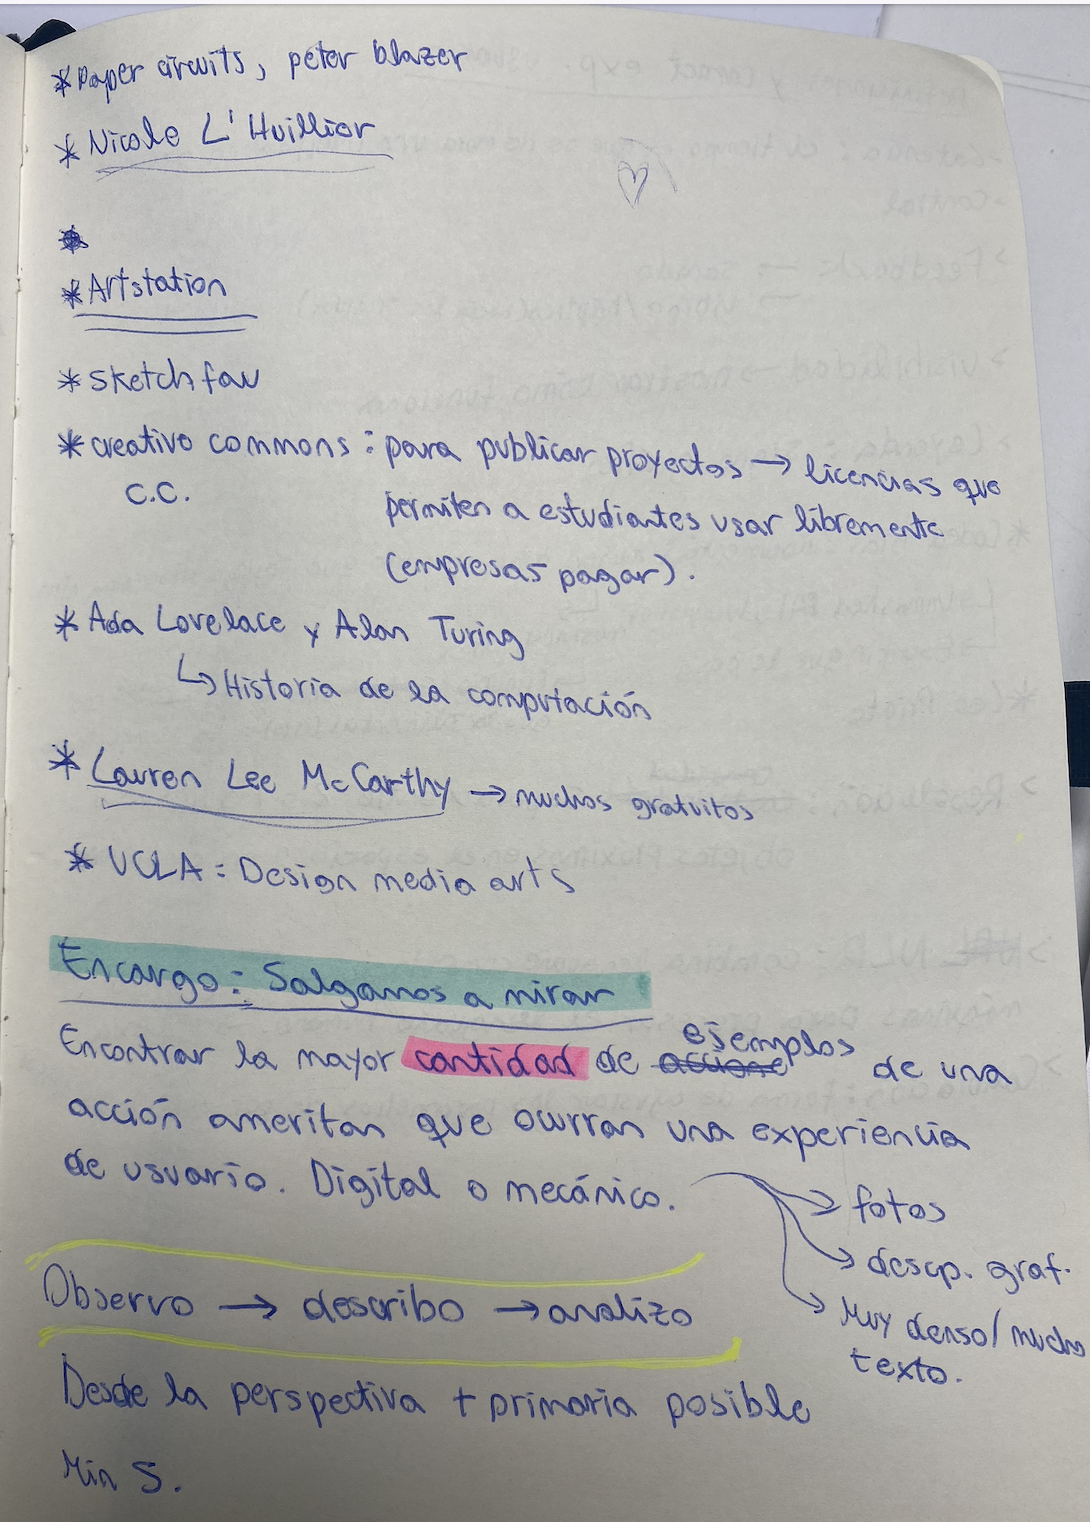 * Paper circuits, peter blazer
* Nicole L'Huillier
*
* Artstation
* sketch fav
* creative commons : para publicar proyectos → licencias que
C.C. permiten a estudiantes usar libremente
(empresas pagar).
* Ada Lovelace y Alan Turing
↳ Historia de la computación
* Lauren Lee McCarthy → muchos gratuitos
* UCLA : Design media arts
Encargo : Salgamos a mirar
Encontrar la mayor cantidad de ejemplos de una
acción ameritan que ocurran una experiencia
de usuario. Digital o mecánico.
→ fotos
→ descp. graf.
→ Muy denso/mucho
texto.
Observo → describo → analizo
Desde la perspectiva + primaria posible
Min 5.